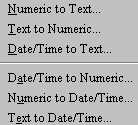 Numeric to Text...
Text to Numeric...
Date/Time to Text...
Date/Time to Numeric...
Numeric to Date/Time...
Text to Date/Time...